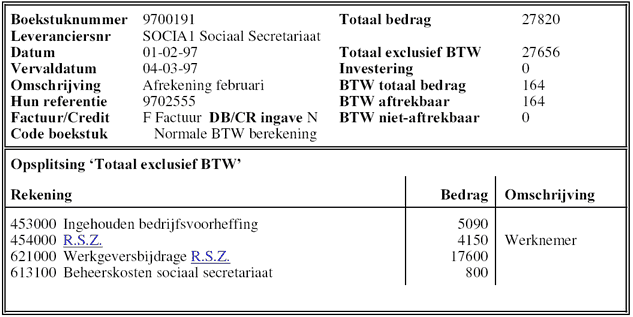 Boekstuknummer 9700191 Totaal bedrag 27820
Leveranciersnr SOCIA1 Sociaal Secretariaat
Datum 01-02-97 Totaal exclusief BTW 27656
Vervaldatum 04-03-97 Investering 0
Omschrijving Afrekening februari BTW totaal bedrag 164
Hun referentie 9702555 BTW aftrekbaar 164
Factuur/Credit F Factuur DB/CR ingave N BTW niet-aftrekbaar 0
Code boekstuk Normale BTW berekening
Opsplitsing ‘Totaal exclusief BTW’
Rekening Bedrag Omschrijving
453000 Ingehouden bedrijfsvoorheffing 5090
454000 R.S.Z. 4150 Werknemer
621000 Werkgeversbijdrage R.S.Z. 17600
613100 Beheerskosten sociaal secretariaat 800